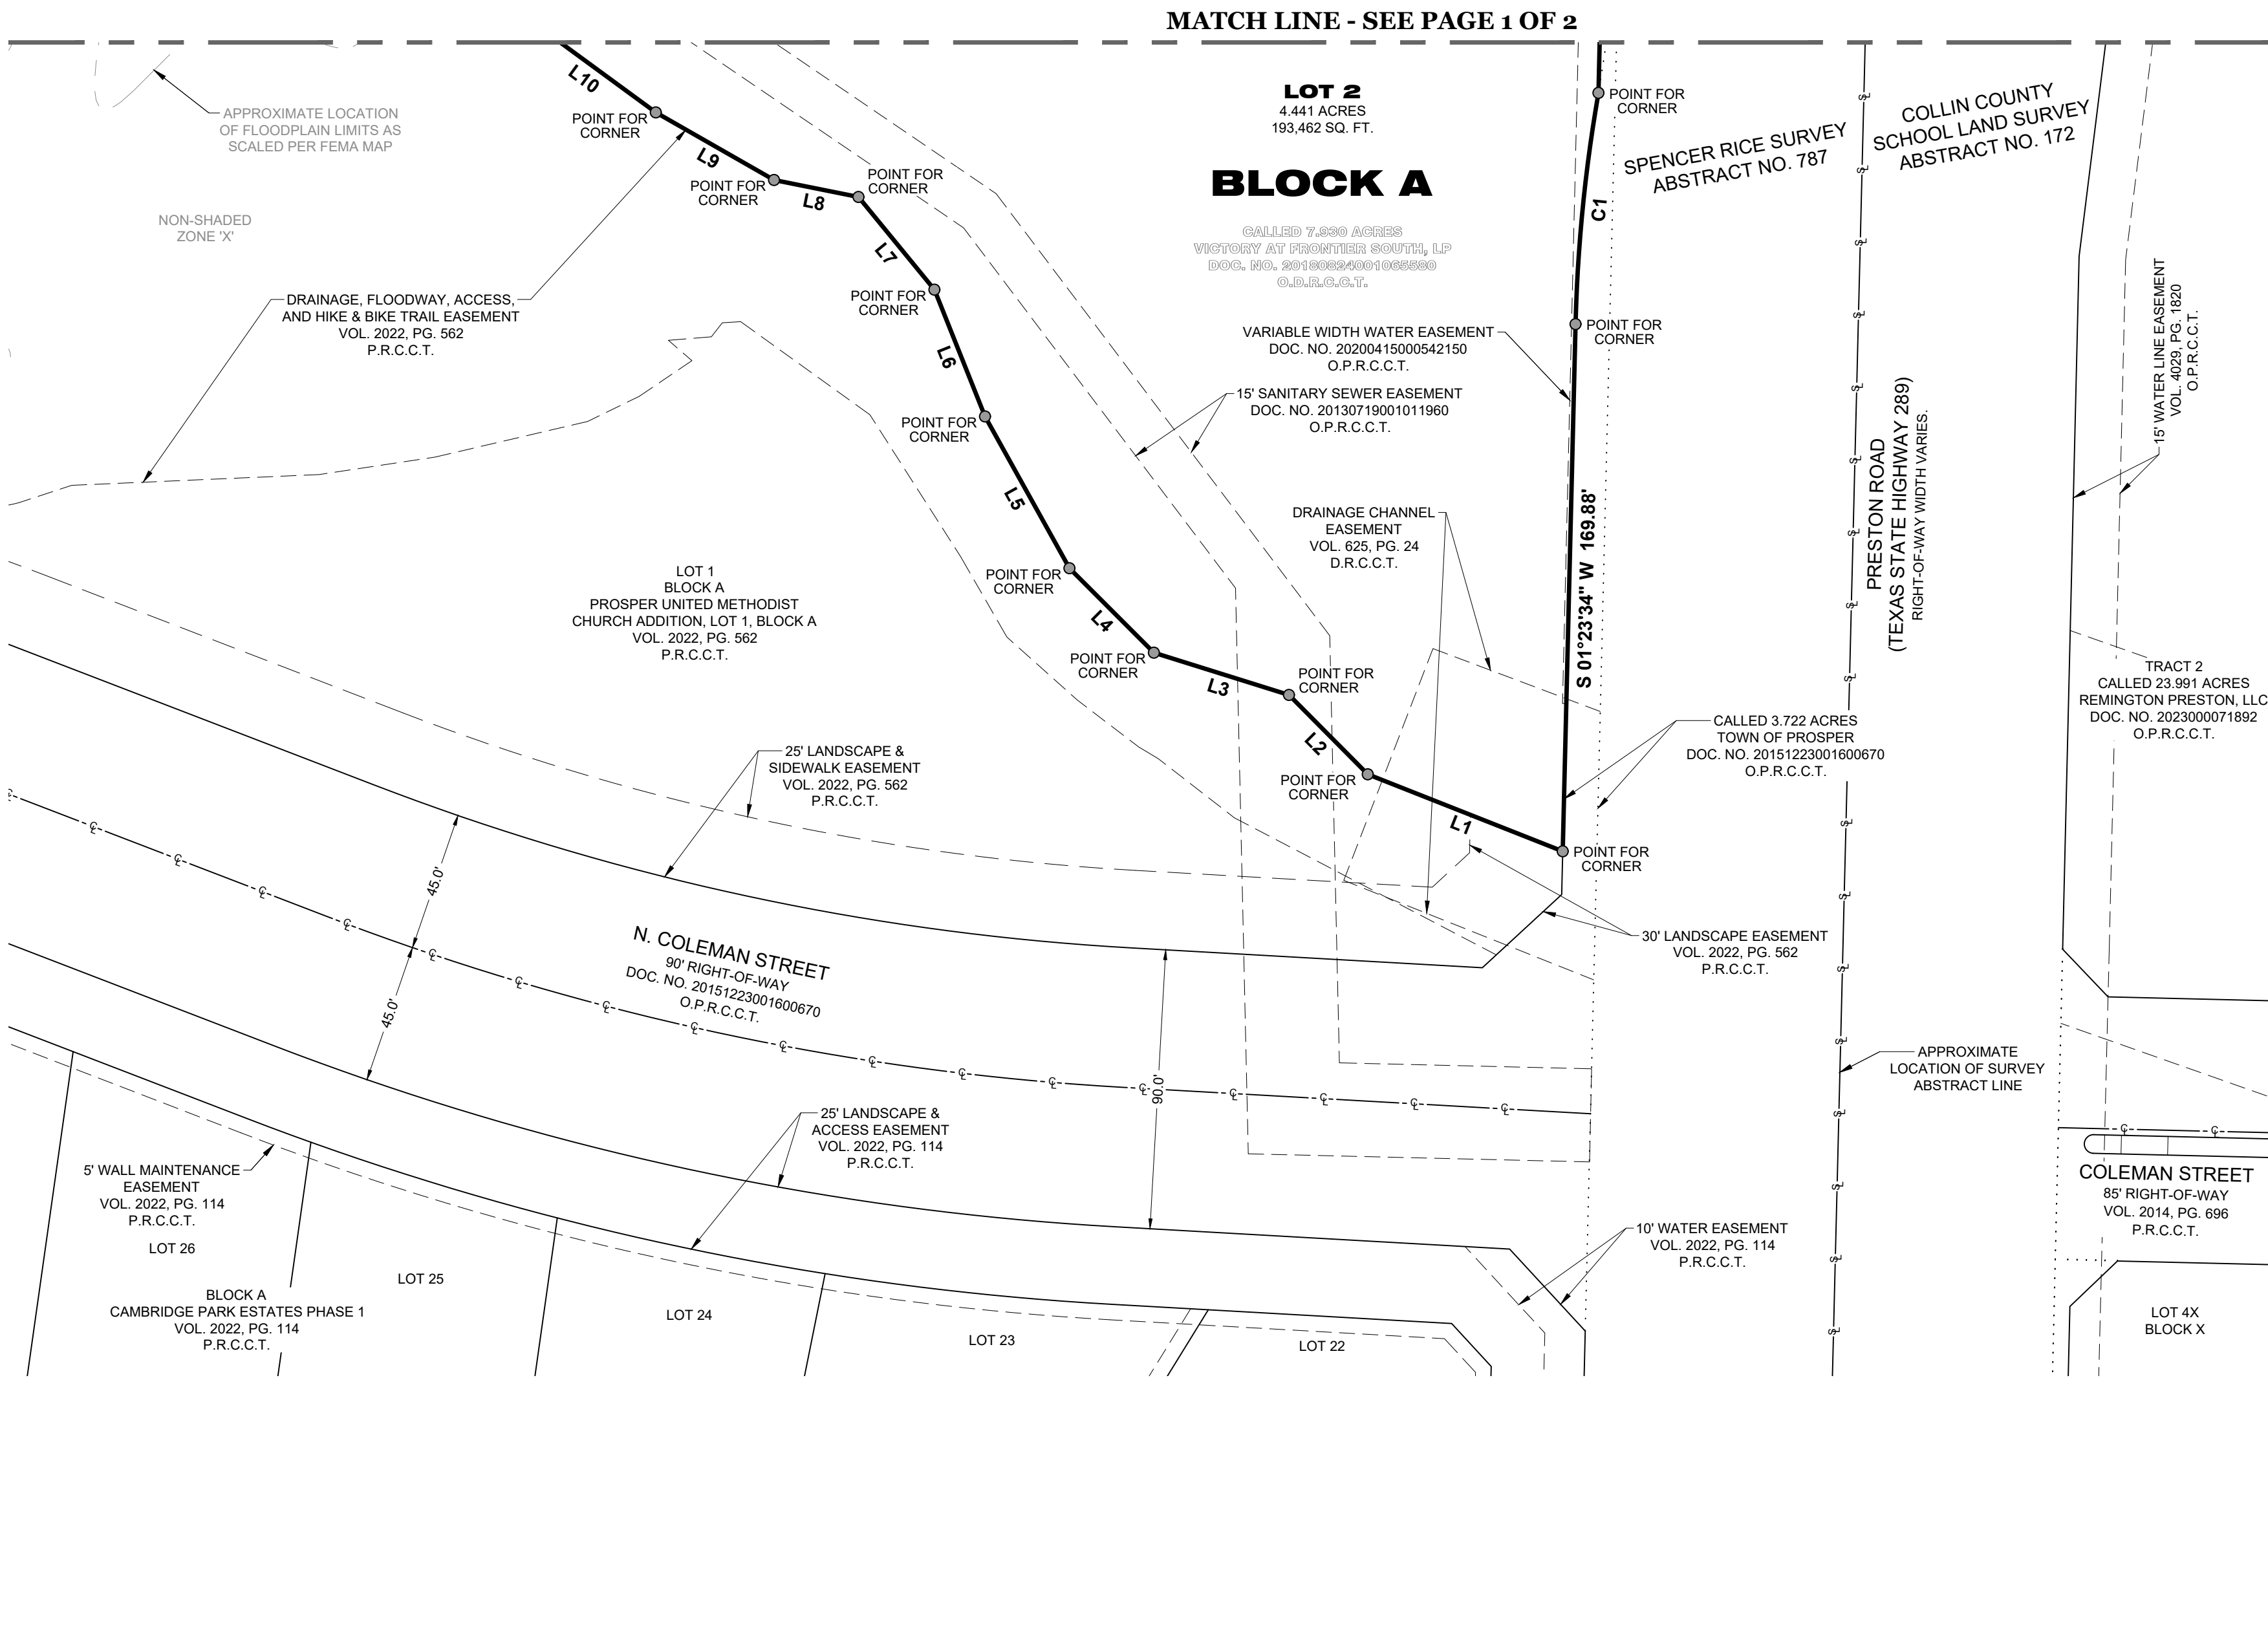 MATCH LINE - SEE PAGE 1 OF 2
L10
POINT FOR
CORNER
APPROXIMATE LOCATION
OF FLOODPLAIN LIMITS AS
SCALED PER FEMA MAP
NON-SHADED
ZONE 'X'
L9
POINT FOR
CORNER
L8
POINT FOR
CORNER
L7
POINT FOR
CORNER
L6
POINT FOR
CORNER
L5
POINT FOR
CORNER
L4
POINT FOR
CORNER
L3
POINT FOR
CORNER
L2
POINT FOR
CORNER
L1
POINT FOR
CORNER
LOT 2
4.441 ACRES
193,462 SQ. FT.
BLOCK A
CALLED 7.930 ACRES
VICTORY AT FRONTIER SOUTH, LP
DOC. NO. 20180824001065580
O.D.R.C.C.T.
POINT FOR
CORNER
C1
POINT FOR
CORNER
S 01°23'34" W 169.88'
SPENCER RICE SURVEY
ABSTRACT NO. 787
COLLIN COUNTY
SCHOOL LAND SURVEY
ABSTRACT NO. 172
DRAINAGE, FLOODWAY, ACCESS,
AND HIKE & BIKE TRAIL EASEMENT
VOL. 2022, PG. 562
P.R.C.C.T.
VARIABLE WIDTH WATER EASEMENT
DOC. NO. 20200415000542150
O.P.R.C.C.T.
15' SANITARY SEWER EASEMENT
DOC. NO. 20130719001011960
O.P.R.C.C.T.
DRAINAGE CHANNEL
EASEMENT
VOL. 625, PG. 24
D.R.C.C.T.
PRESTON ROAD
(TEXAS STATE HIGHWAY 289)
RIGHT-OF-WAY WIDTH VARIES.
15' WATER LINE EASEMENT
VOL. 4029, PG. 1820
O.P.R.C.C.T.
LOT 1
BLOCK A
PROSPER UNITED METHODIST
CHURCH ADDITION, LOT 1, BLOCK A
VOL. 2022, PG. 562
P.R.C.C.T.
TRACT 2
CALLED 23.991 ACRES
REMINGTON PRESTON, LLC
DOC. NO. 2023000071892
O.P.R.C.C.T.
CALLED 3.722 ACRES
TOWN OF PROSPER
DOC. NO. 20151223001600670
O.P.R.C.C.T.
25' LANDSCAPE &
SIDEWALK EASEMENT
VOL. 2022, PG. 562
P.R.C.C.T.
45.0'
45.0'
N. COLEMAN STREET
90' RIGHT-OF-WAY
DOC. NO. 20151223001600670
O.P.R.C.C.T.
30' LANDSCAPE EASEMENT
VOL. 2022, PG. 562
P.R.C.C.T.
90.0'
APPROXIMATE
LOCATION OF SURVEY
ABSTRACT LINE
25' LANDSCAPE &
ACCESS EASEMENT
VOL. 2022, PG. 114
P.R.C.C.T.
5' WALL MAINTENANCE
EASEMENT
VOL. 2022, PG. 114
P.R.C.C.T.
LOT 26
BLOCK A
CAMBRIDGE PARK ESTATES PHASE 1
VOL. 2022, PG. 114
P.R.C.C.T.
LOT 25
LOT 24
LOT 23
LOT 22
10' WATER EASEMENT
VOL. 2022, PG. 114
P.R.C.C.T.
COLEMAN STREET
85' RIGHT-OF-WAY
VOL. 2014, PG. 696
P.R.C.C.T.
LOT 4X
BLOCK X